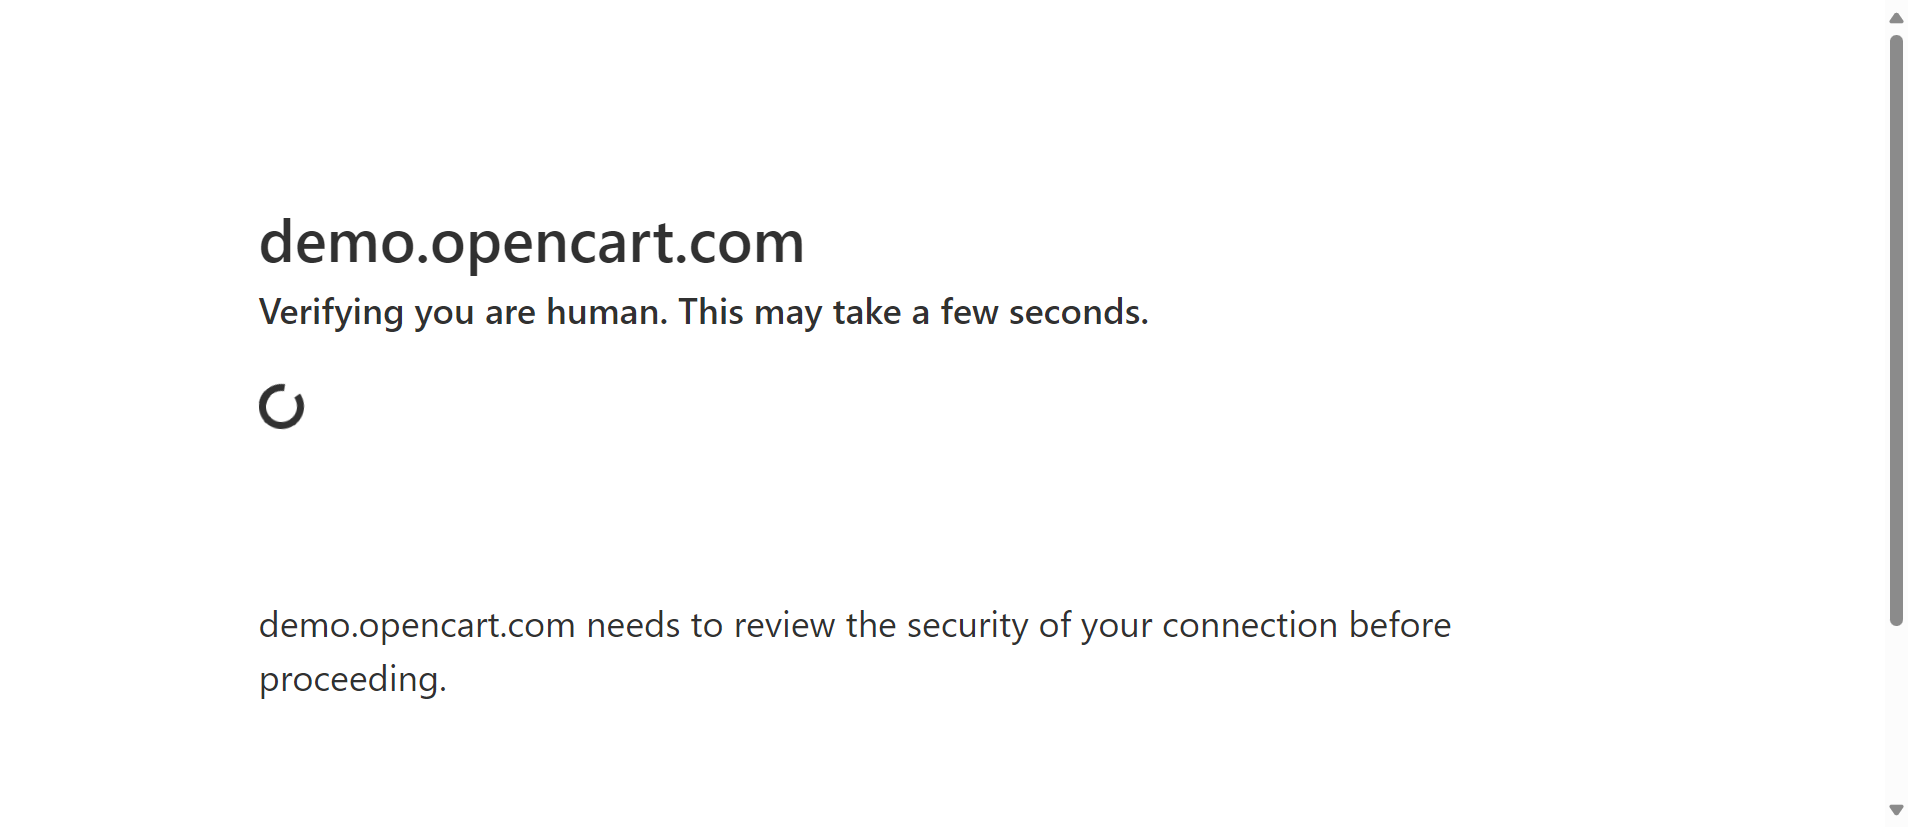 demo.opencart.com
Verifying you are human. This may take a few seconds.
demo.opencart.com needs to review the security of your connection before
proceeding.